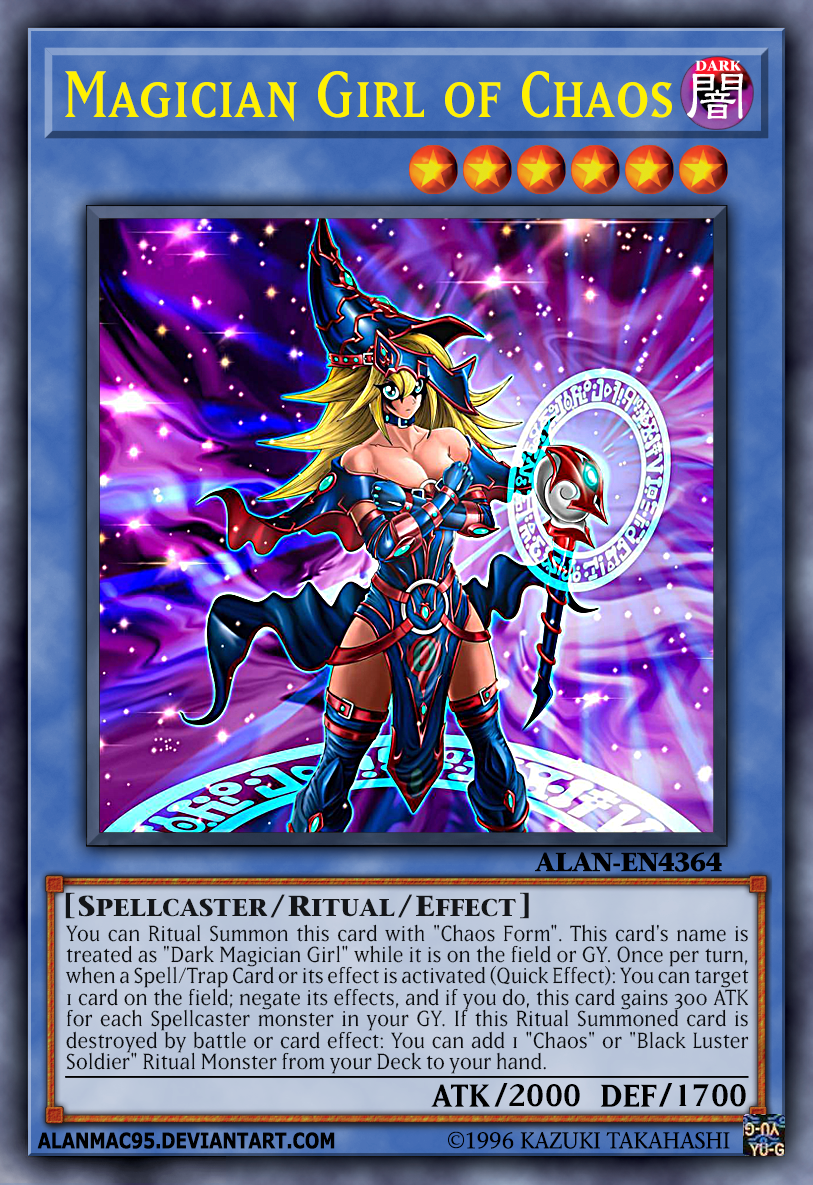 Magician Girl of Chaos
DARK
闇
ALAN-EN4364
[Spellcaster/Ritual/Effect]
You can Ritual Summon this card with "Chaos Form". This card's name is
treated as "Dark Magician Girl" while it is on the field or GY. Once per turn,
when a Spell/Trap Card or its effect is activated (Quick Effect): You can target
1 card on the field; negate its effects, and if you do, this card gains 300 ATK
for each Spellcaster monster in your GY. If this Ritual Summoned card is
destroyed by battle or card effect: You can add 1 "Chaos" or "Black Luster
Soldier" Ritual Monster from your Deck to your hand.
ATK/2000 DEF/1700
ALANMAC95.DEVIANTART.COM
©1996 KAZUKI TAKAHASHI
YU-G
YU-G